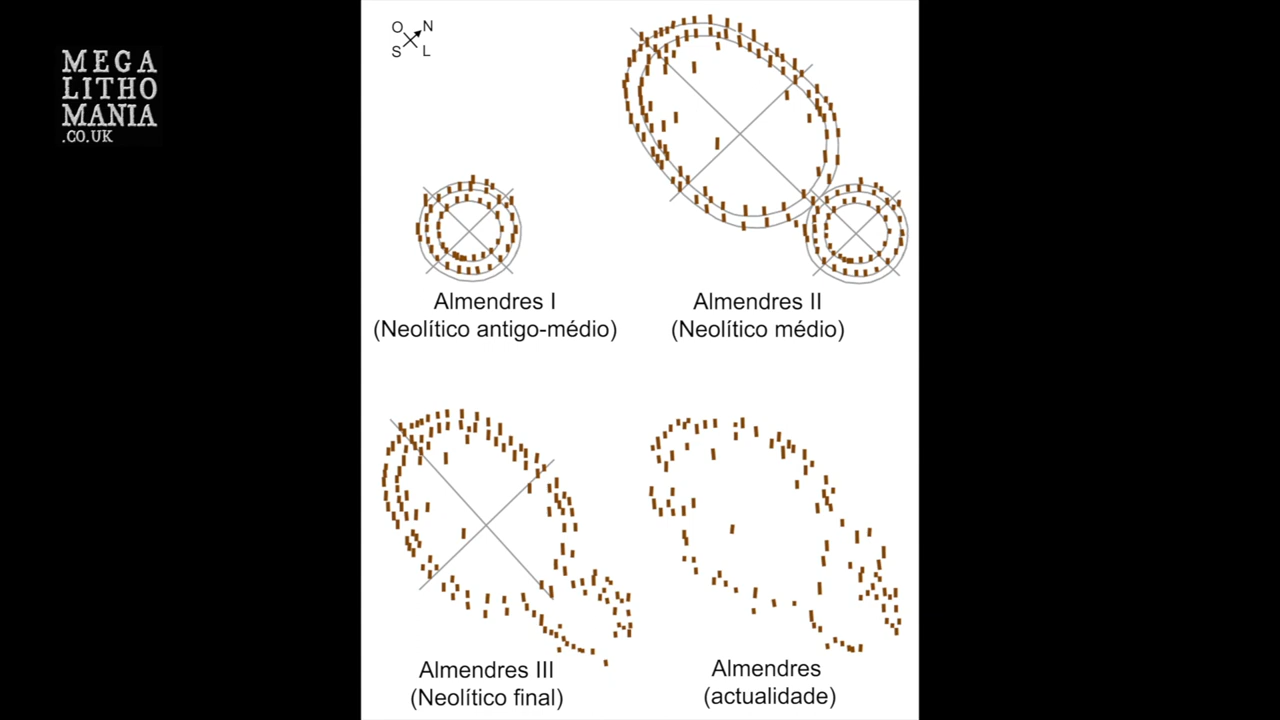 MEGA
LITHO
MANIA
.CO.UK
O N
S L
Almendres I
(Neolítico antigo-médio)
Almendres II
(Neolítico médio)
Almendres III
(Neolítico final)
Almendres
(actualidade)